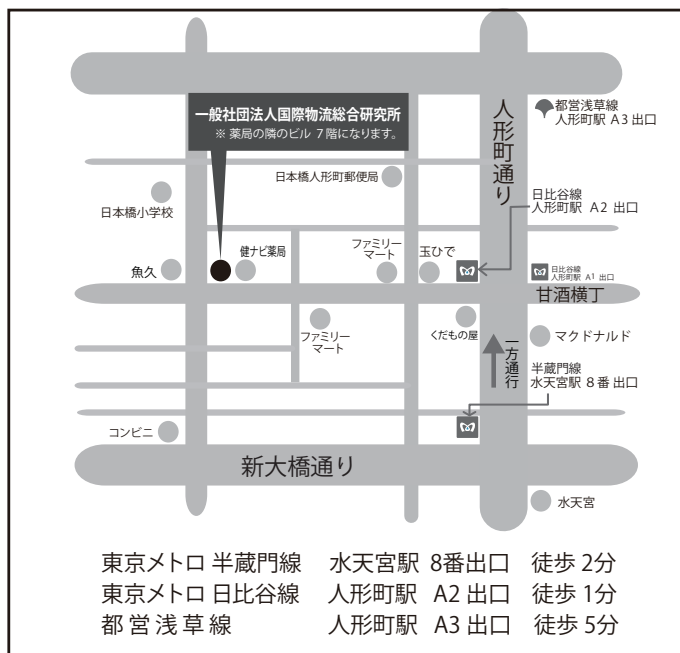 一般社団法人国際物流総合研究所
※ 薬局の隣のビル 7階になります。
人形町通り
都営浅草線
人形町駅 A3 出口
日本橋人形町郵便局
日本橋小学校
日比谷線
人形町駅 A2 出口
魚久
健ナビ薬局
ファミリー
マート
玉ひで
日比谷線
人形町駅 A1 出口
甘酒横丁
ファミリー
マート
くだもの屋
一方通行
マクドナルド
半蔵門線
水天宮駅 8番 出口
コンビニ
新大橋通り
水天宮
東京メトロ 半蔵門線 水天宮駅 8番出口 徒歩 2分
東京メトロ 日比谷線 人形町駅 A2 出口 徒歩 1分
都営浅草線 人形町駅 A3 出口 徒歩 5分